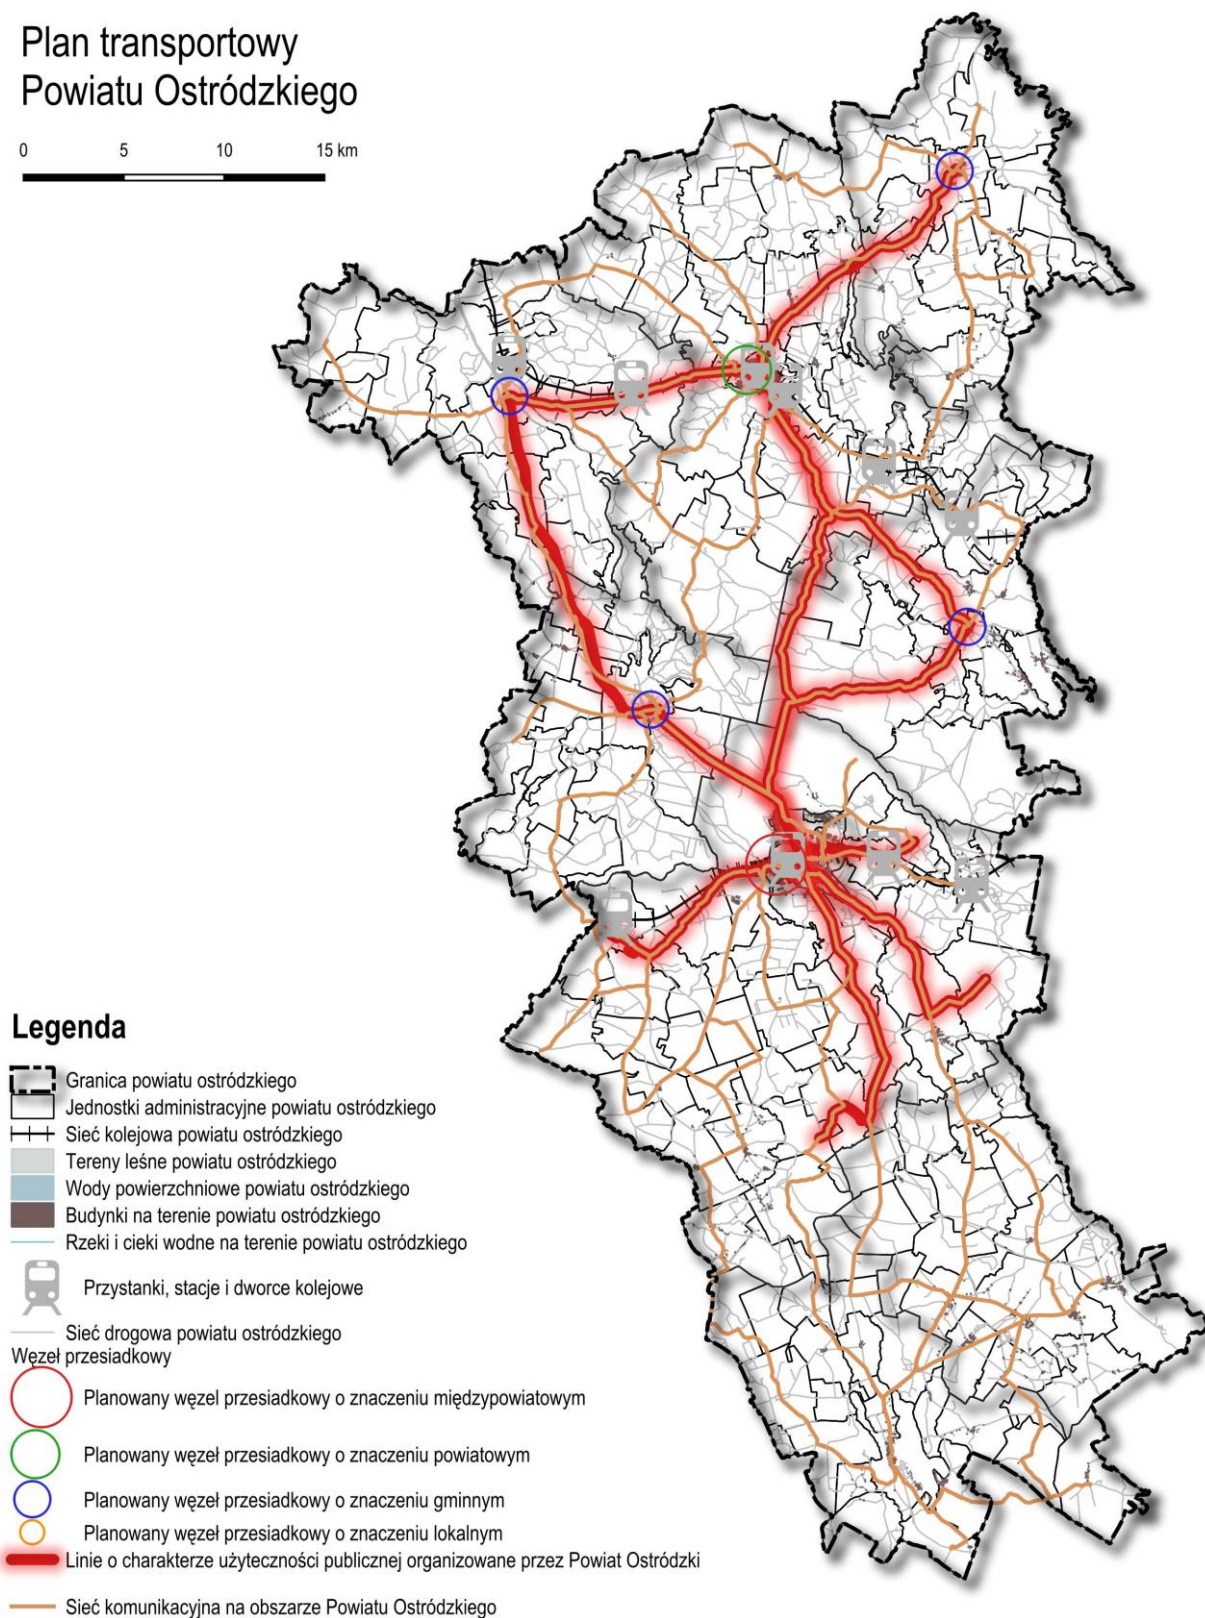 Plan transportowy
Powiatu Ostródzkiego
0 5 10 15 km
Legenda
Granica powiatu ostródzkiego
Jednostki administracyjne powiatu ostródzkiego
Sieć kolejowa powiatu ostródzkiego
Tereny leśne powiatu ostródzkiego
Wody powierzchniowe powiatu ostródzkiego
Budynki na terenie powiatu ostródzkiego
Rzeki i cieki wodne na terenie powiatu ostródzkiego
Przystanki, stacje i dworce kolejowe
Sieć drogowa powiatu ostródzkiego
Węzeł przesiadkowy
Planowany węzel przesiadkowy o znaczeniu międzypowiatowym
Planowany węzeł przesiadkowy o znaczeniu powiatowym
Planowany węzeł przesiadkowy o znaczeniu gminnym
Planowany węzeł przesiadkowy o znaczeniu lokalnym
Linie o charakterze użyteczności publicznej organizowane przez Powiat Ostródzki
Sieć komunikacyjna na obszarze Powiatu Ostródzkiego